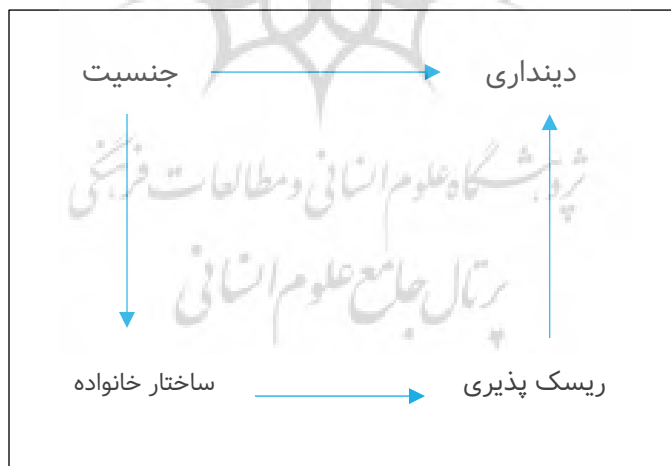 دینداری جنسیت
پژوهشگاه علوم انسانی و مطالعات فرهنگی
پرتال جامع علوم انسانی
ریسک پذیری ساختار خانواده